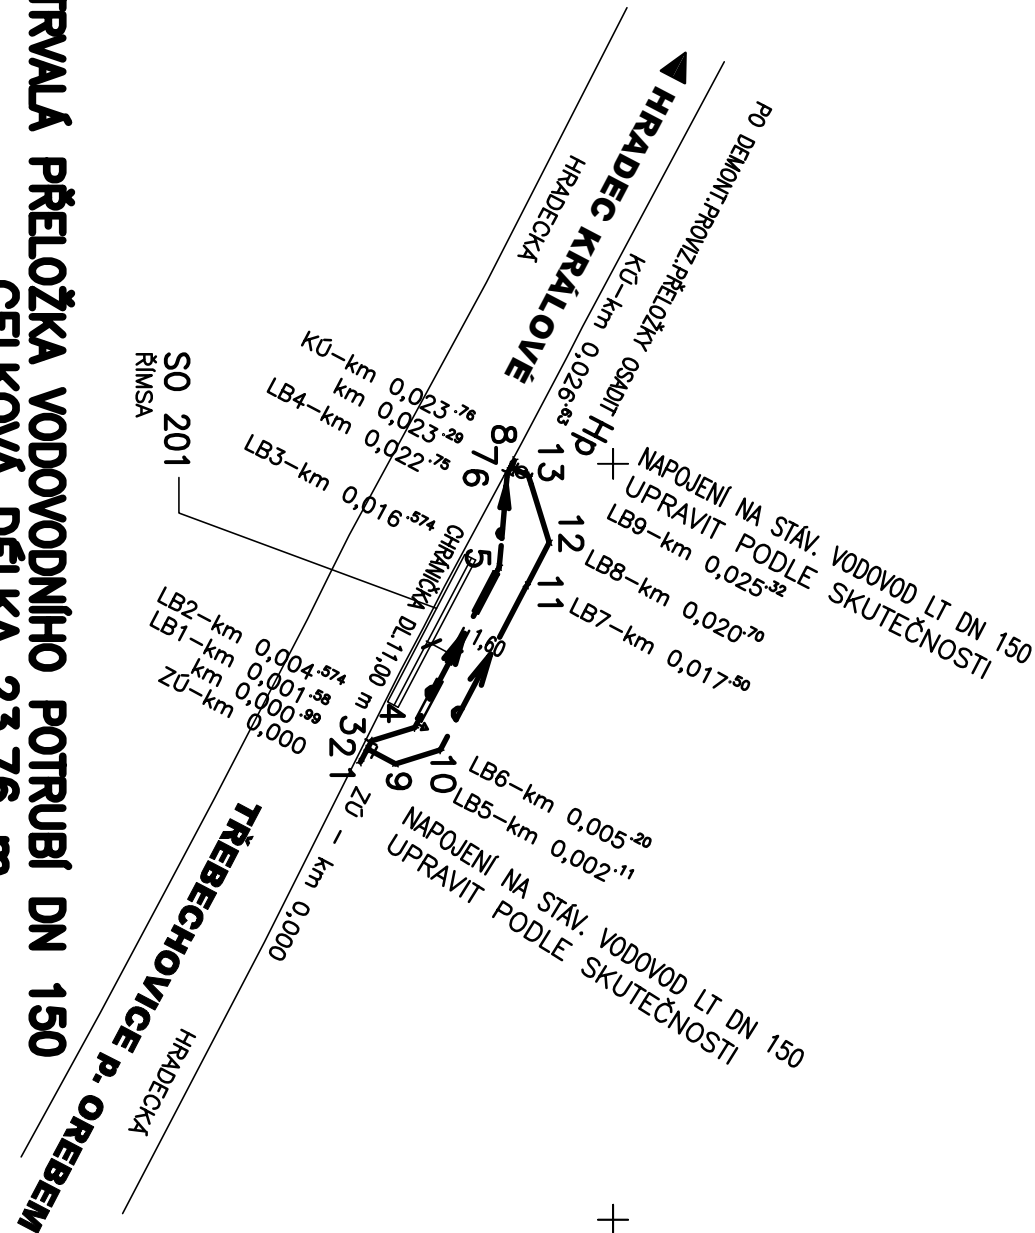 TRVALÁ PŘELOŽKA VODOVODNÍHO POTRUBÍ DN 150
CELKOVÁ DÉLKA 23,76 m
HRADEC KRÁLOVÉ
HRADECKÁ
PO DEMONT.PROVIZ.PŘELOŽKY OSADIT Hp
KÚ-km 0,026.63
KÚ-km 0,023.76
km 0,023.29
LB4-km 0,022.75
LB3-km 0,016.574
SO 201
ŘÍMSA
8
7
6
13
12
11
5
NAPOJENÍ NA STÁV. VODOVOD LT DN 150
UPRAVIT PODLE SKUTEČNOSTI
LB9-km 0,025.32
LB8-km 0,020.70
LB7-km 0,017.50
CHRÁNIČKA DL.11,00 m
1,60
LB2-km 0,004.574
LB1-km 0,001.58
km 0,000.99
ZÚ-km 0,000
4
3
2
1
9
10
LB6-km 0,005.20
LB5-km 0,002.11
NAPOJENÍ NA STÁV. VODOVOD LT DN 150
UPRAVIT PODLE SKUTEČNOSTI
ZÚ - km 0,000
TŘEBECHOVICE p. OREBEM
HRADECKÁ